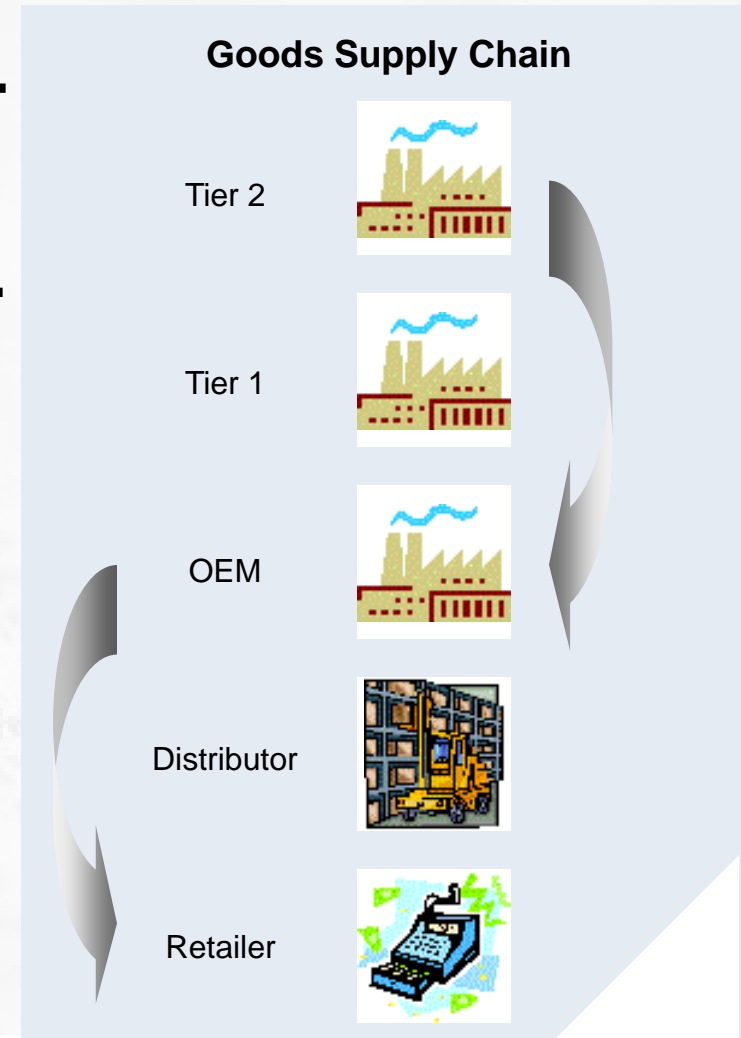 Goods Supply Chain
Tier 2
Tier 1
OEM
Distributor
Retailer